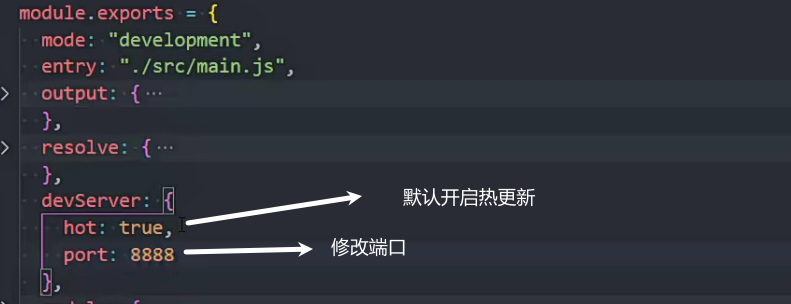 module.exports = {
mode: "development",
entry: "./src/main.js",
output: { ···
},
resolve: { ···
},
devServer: {
hot: true, 默认开启热更新
port: 8888 修改端口
},